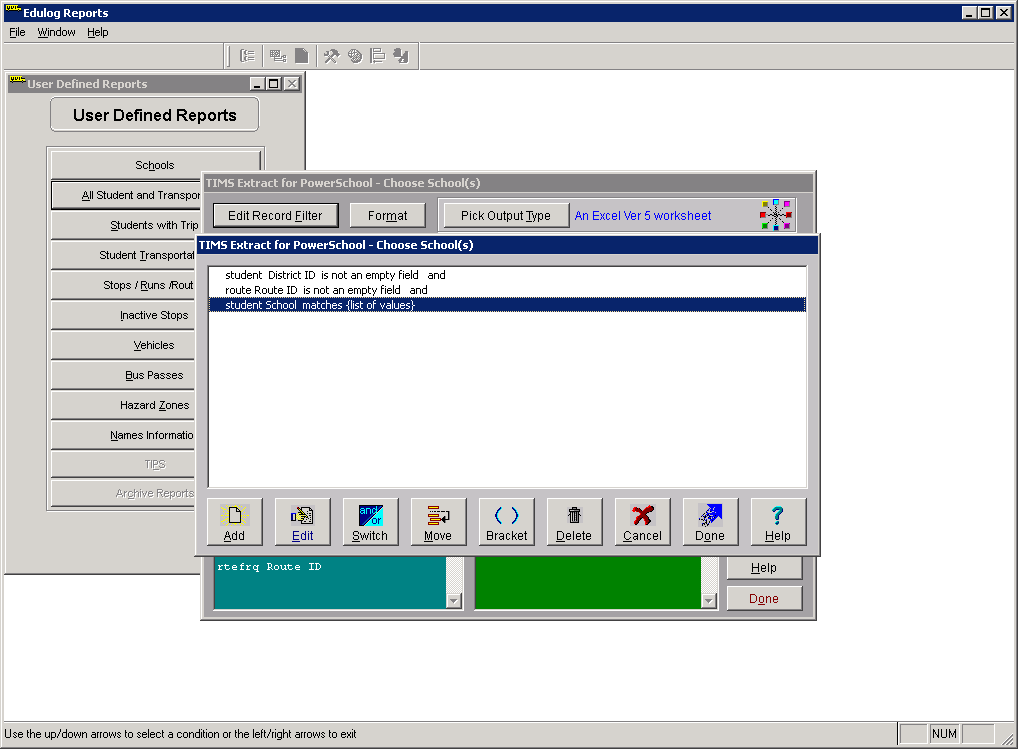 Edulog Reports
File Window Help
User Defined Reports
User Defined Reports
Schools
All Student and Transpor
Students with Trip
Student Transportat
Stops / Runs /Rout
Inactive Stops
Vehicles
Bus Passes
Hazard Zones
Names Informatio
TIPS
Archive Reports
TIMS Extract for PowerSchool - Choose School(s)
Edit Record Filter Format Pick Output Type An Excel Ver 5 worksheet
TIMS Extract for PowerSchool - Choose School(s)
student District ID is not an empty field and
route Route ID is not an empty field and
student School matches {list of values}
and
or
Add Edit Switch Move Bracket Delete Cancel Done Help
rtefrq Route ID
Help
Done
Use the up/down arrows to select a condition or the left/right arrows to exit
NUM